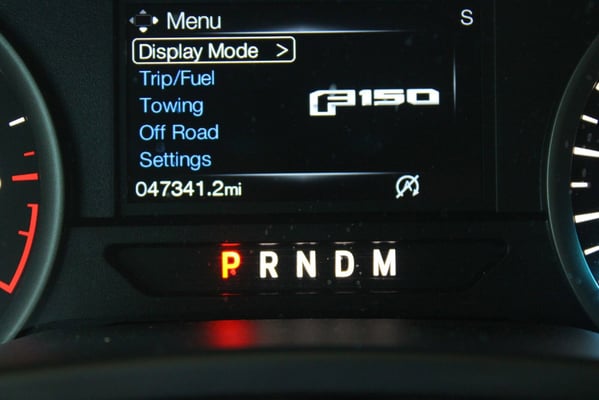 Menu
S
Display Mode >
Trip/Fuel
F150
Towing
Off Road
Settings
047341.2mi
A
P R N D M